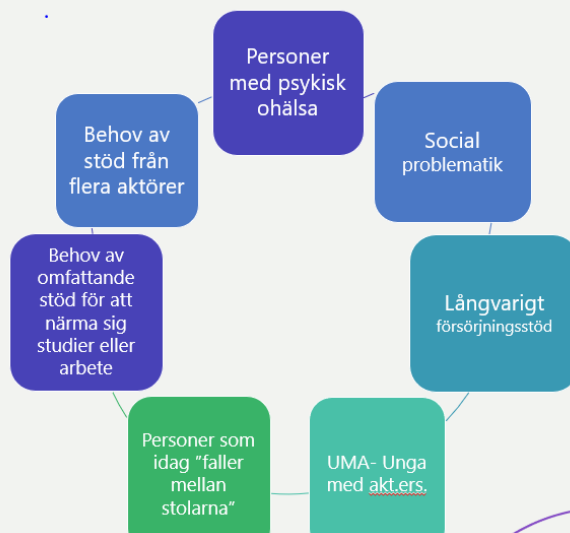 Personer
med psykisk
ohälsa
Social
problematik
Långvarigt
försörjningsstöd
UMA- Unga
med akt.ers.
Personer som
idag ”faller
mellan
stolarna”
Behov av
omfattande
stöd för att
närma sig
studier eller
arbete
Behov av
stöd från
flera aktörer